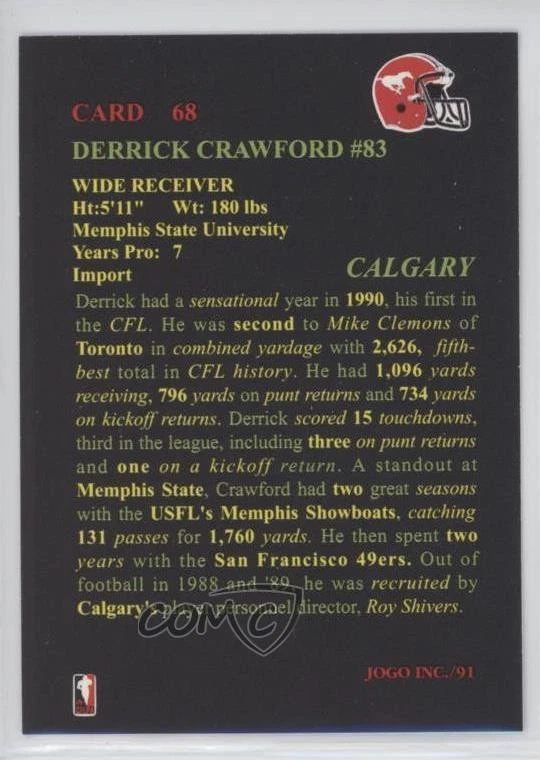 CARD 68
DERRICK CRAWFORD #83
WIDE RECEIVER
Ht:5'11" Wt: 180 lbs
Memphis State University
Years Pro: 7
Import
CALGARY
Derrick had a sensational year in 1990, his first in
the CFL. He was second to Mike Clemons of
Toronto in combined yardage with 2,626, fifth-
best total in CFL history. He had 1,096 yards
receiving, 796 yards on punt returns and 734 yards
on kickoff returns. Derrick scored 15 touchdowns,
third in the league, including three on punt returns
and one on a kickoff return. A standout at
Memphis State, Crawford had two great seasons
with the USFL's Memphis Showboats, catching
131 passes for 1,760 yards. He then spent two
years with the San Francisco 49ers. Out of
football in 1988 and '89, he was recruited by
Calgary's player personnel director, Roy Shivers.
COMC
JOGO INC./91